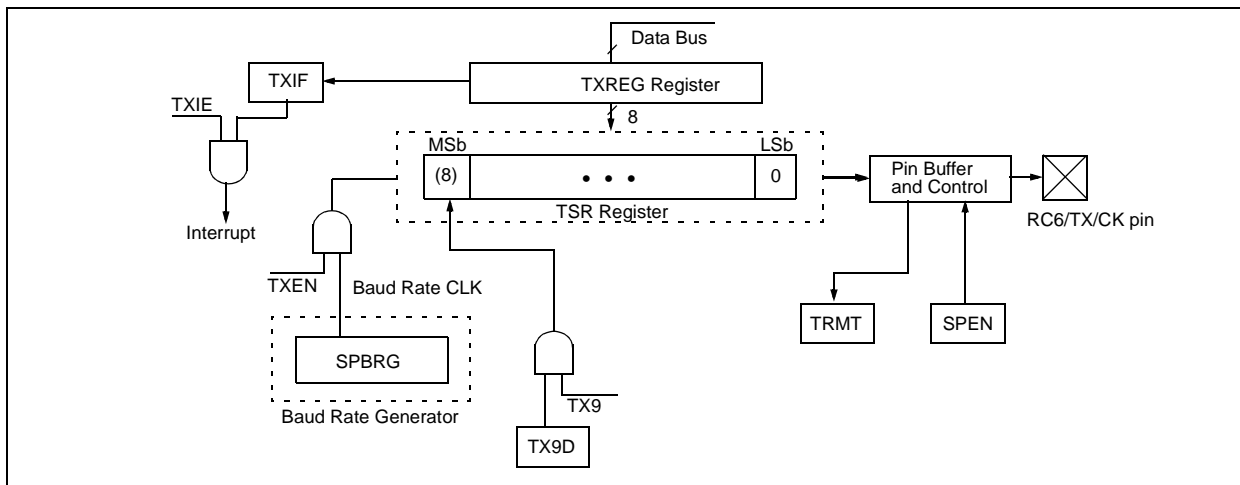 Data Bus
TXIF
TXREG Register
TXIE
8
MSb
LSb
(8)
• • •
0
Pin Buffer
and Control
TSR Register
RC6/TX/CK pin
Interrupt
TXEN
Baud Rate CLK
TRMT
SPEN
SPBRG
TX9
Baud Rate Generator
TX9D